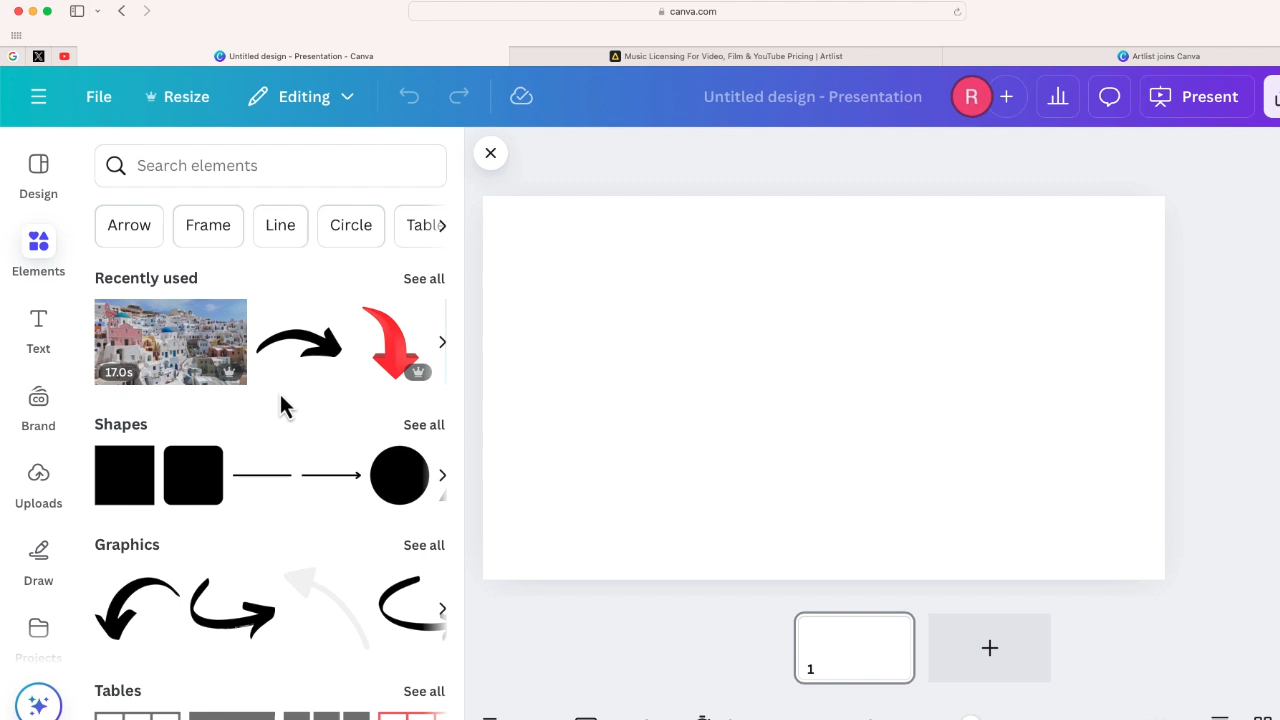 canva.com
Untitled design - Presentation - Canva
Music Licensing For Video, Film & YouTube Pricing | Artlist
Artlist joins Canva
File
Resize
Editing
Untitled design - Presentation
R
Present
Design
Elements
Text
Brand
Uploads
Draw
Projects
Search elements
Arrow
Frame
Line
Circle
Table
Recently used
See all
17.0s
Shapes
See all
Graphics
See all
Tables
See all
1